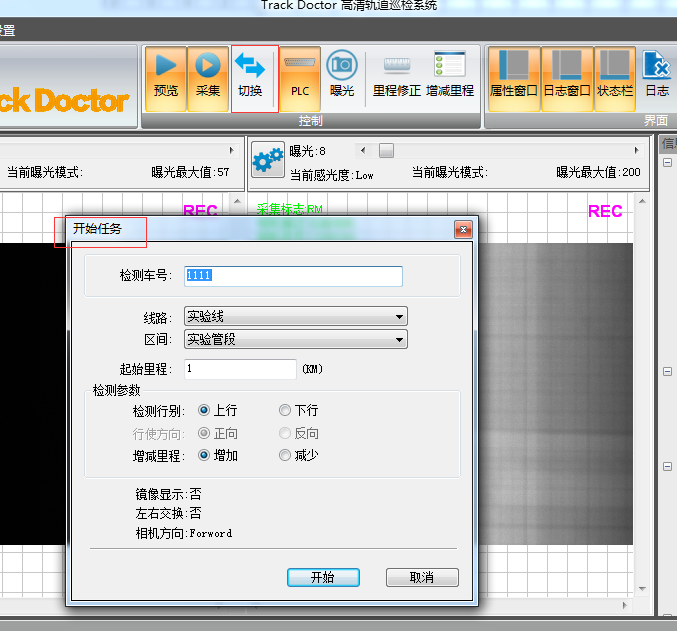 Track Doctor 高清轨道巡检系统
设置
ck Doctor
预览
采集
切换
PLC
曝光
里程修正
增减里程
控制
属性窗口
日志窗口
状态栏
日志
界面
当前曝光模式:
曝光最大值:57
曝光:8
当前感光度:Low
当前曝光模式:
曝光最大值:200
信息
REC
采集标志:RM
REC
开始任务
检测车号:
1111
线路:
实验线
区间:
实验管段
起始里程:
1
(KM)
检测参数
检测行别:
上行
下行
行使方向:
正向
反向
增减里程:
增加
减少
镜像显示:否
左右交换:否
相机方向:Forword
开始
取消